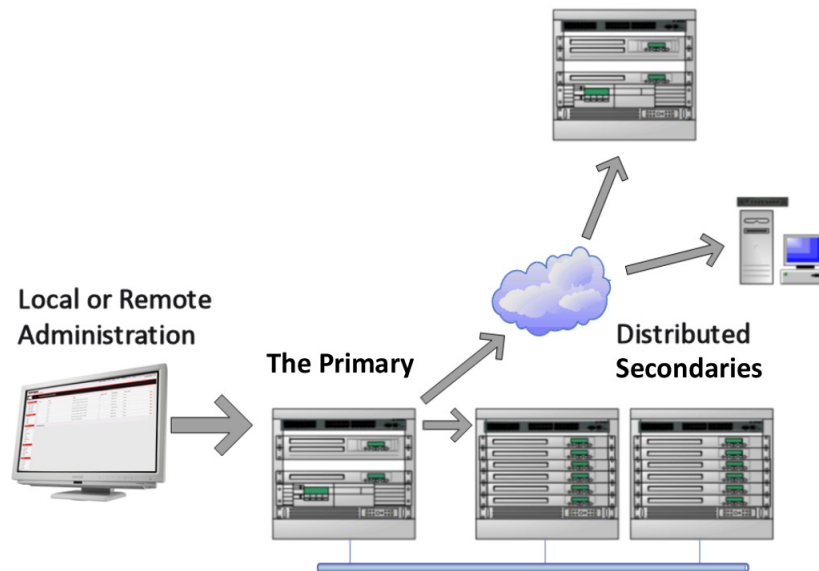 Local or Remote
Administration
The Primary
Distributed
Secondaries